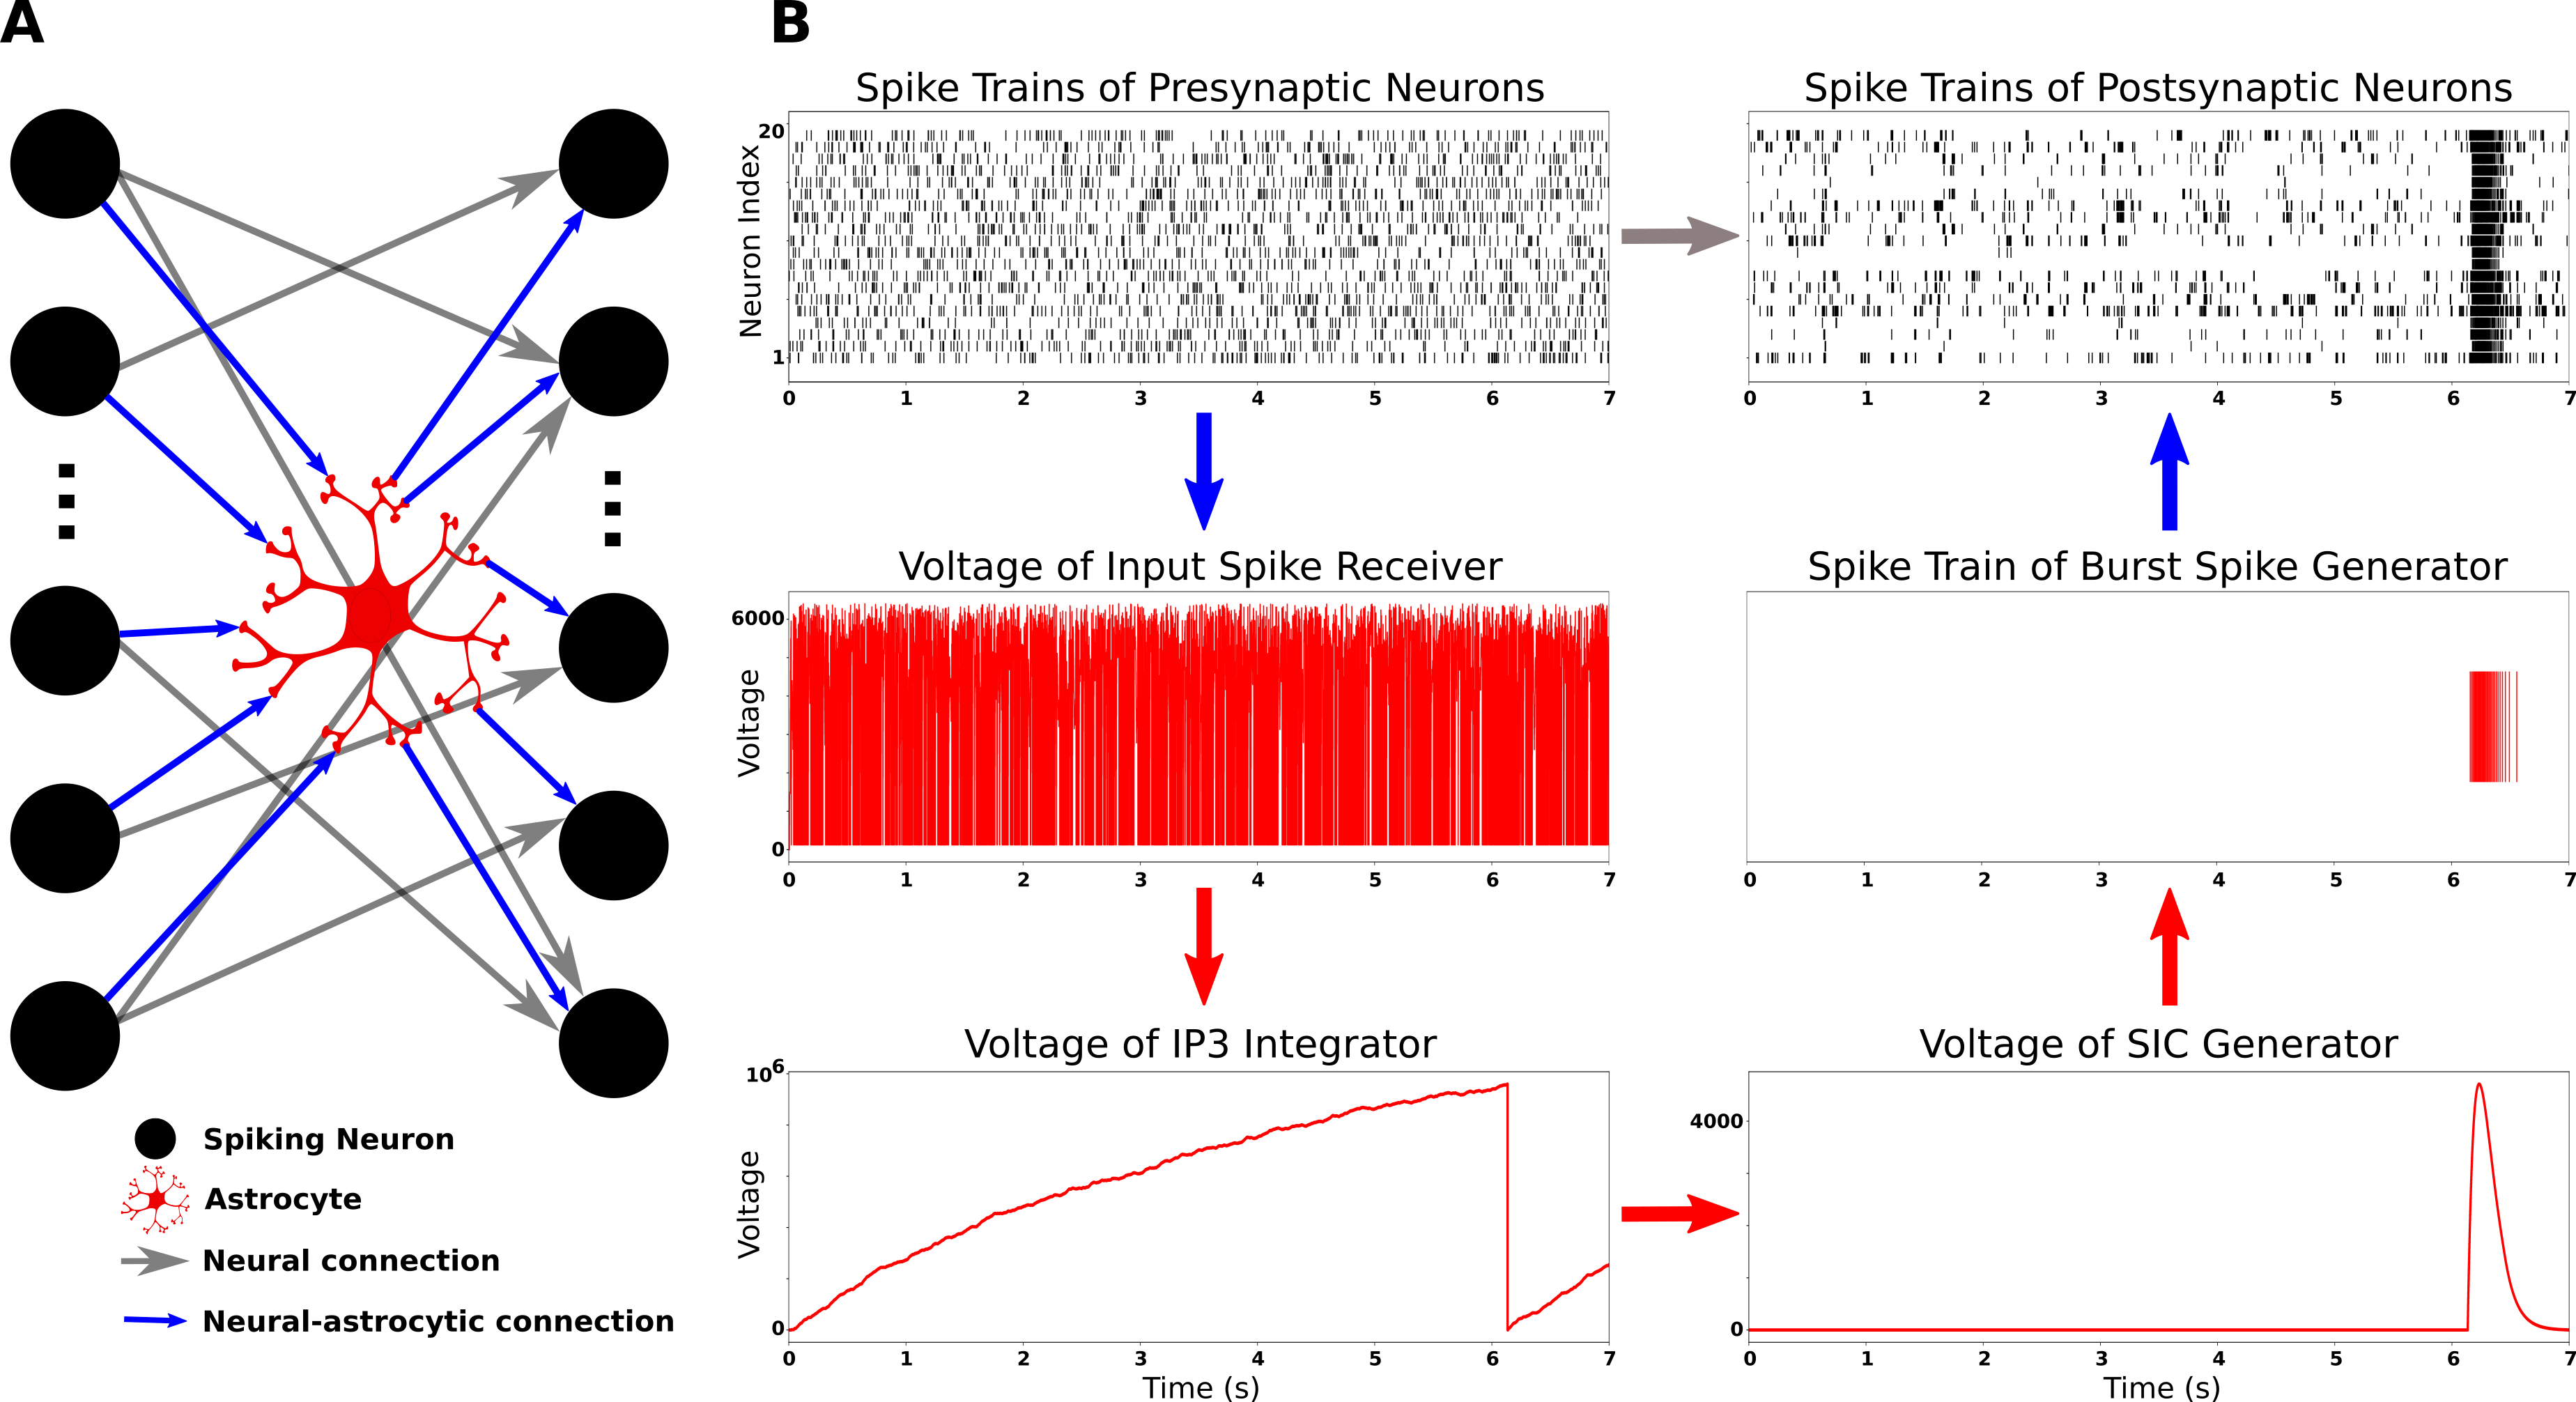 A
B
Spike Trains of Presynaptic Neurons
Neuron Index
20
1
0 1 2 3 4 5 6 7
Spike Trains of Postsynaptic Neurons
0 1 2 3 4 5 6 7
Voltage of Input Spike Receiver
Voltage
6000
0
0 1 2 3 4 5 6 7
Spike Train of Burst Spike Generator
0 1 2 3 4 5 6 7
Voltage of IP3 Integrator
Voltage
10⁶
0
0 1 2 3 4 5 6 7
Time (s)
Voltage of SIC Generator
4000
0
0 1 2 3 4 5 6 7
Time (s)
Spiking Neuron
Astrocyte
Neural connection
Neural-astrocytic connection